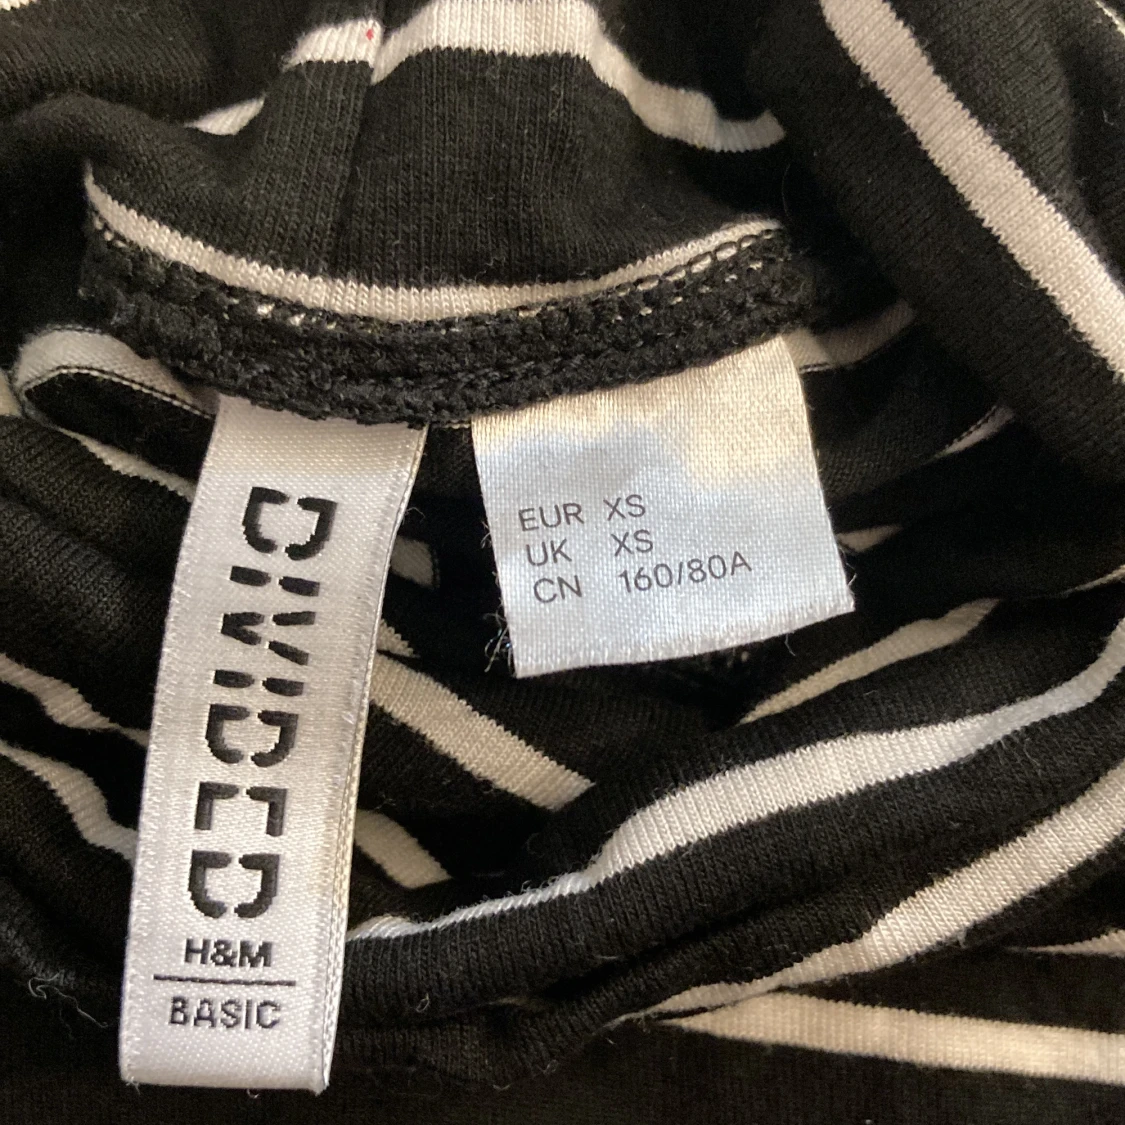 DIVIDED
H&M
BASIC
EUR XS
UK XS
CN 160/80A